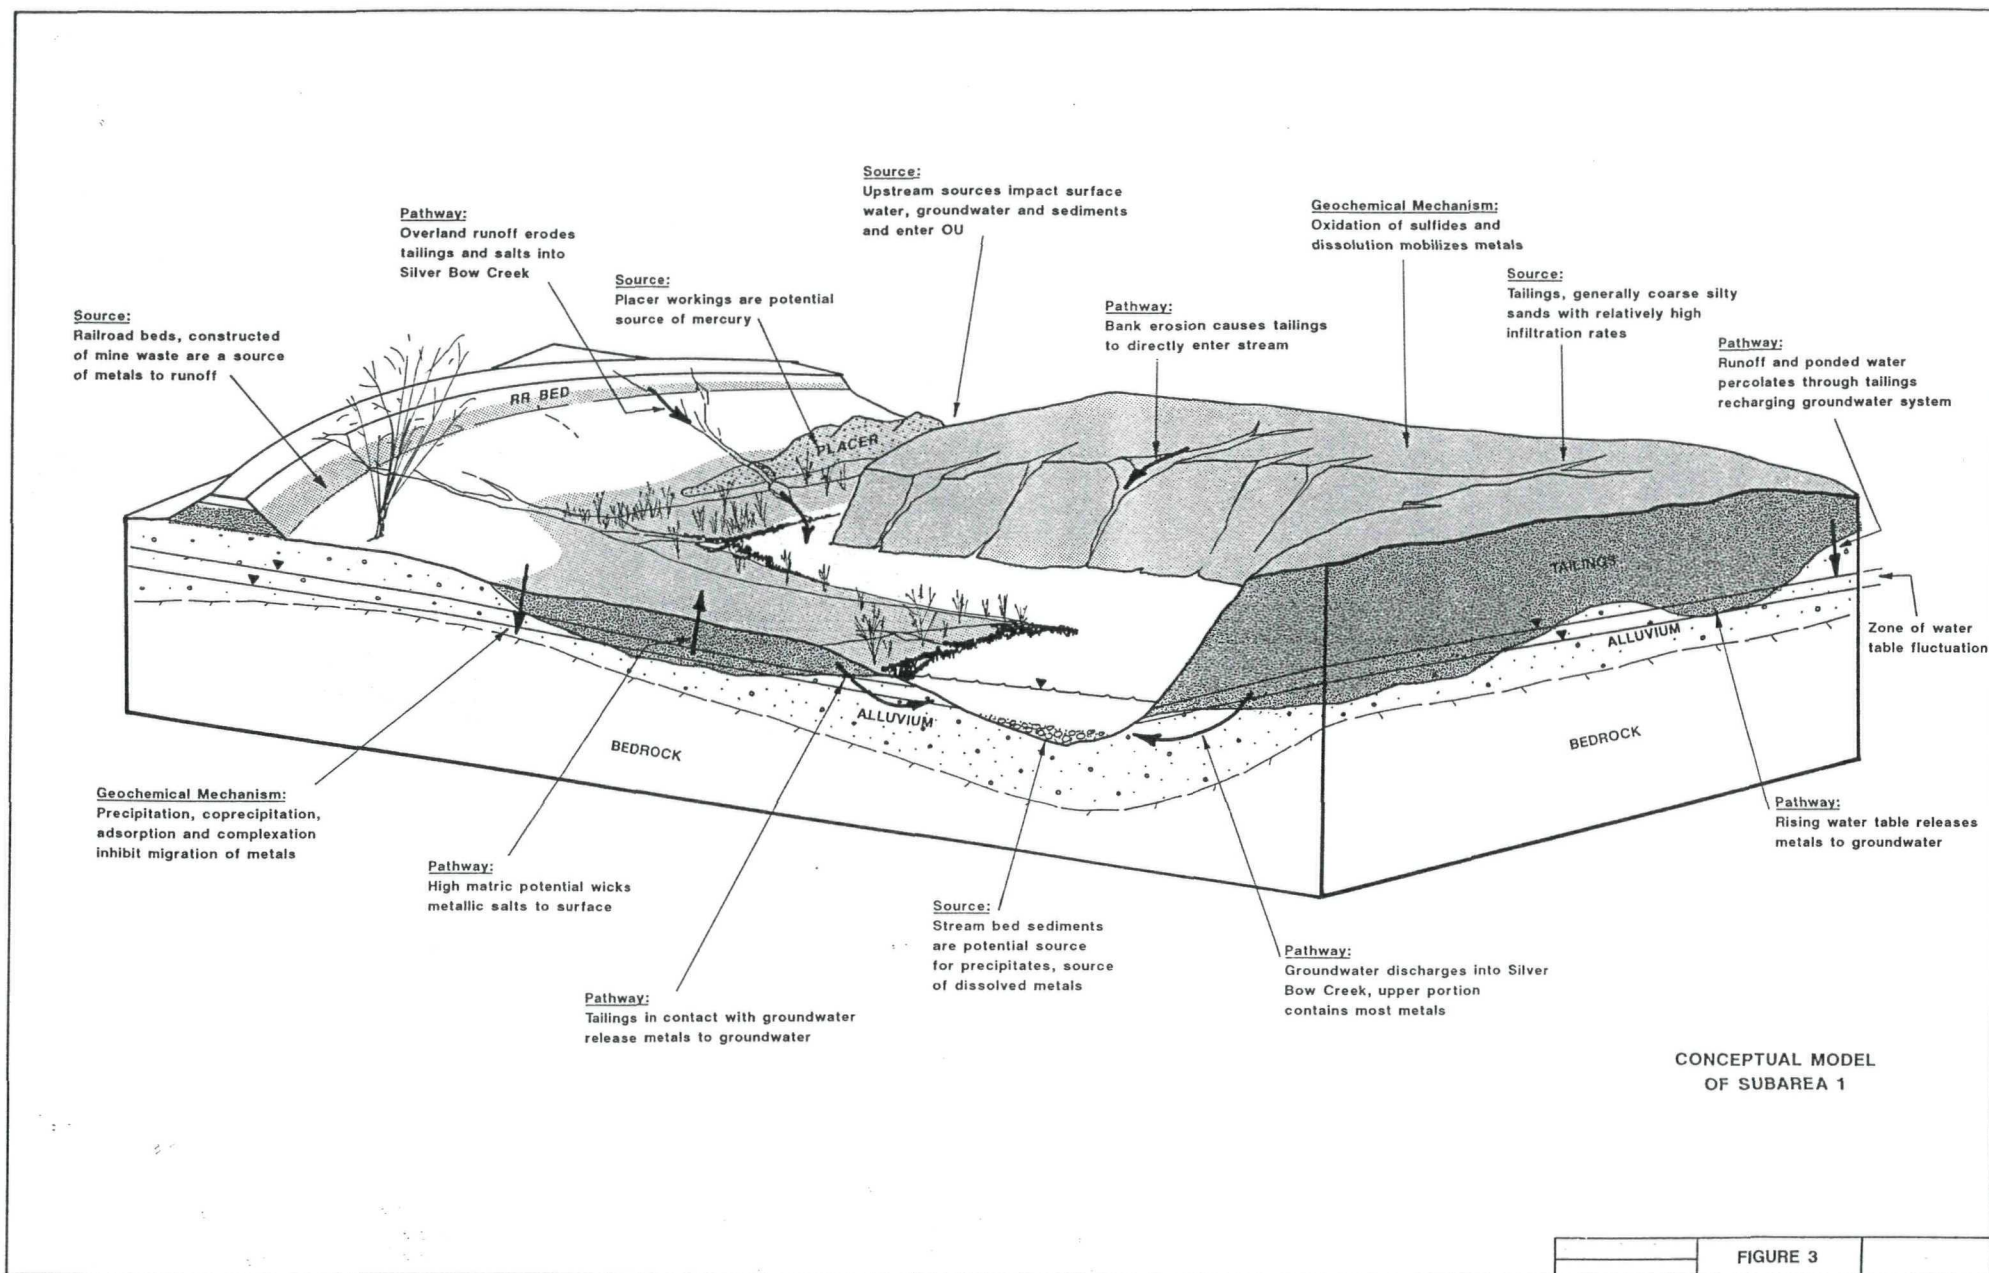 Source:
Upstream sources impact surface
water, groundwater and sediments
and enter OU
Pathway:
Overland runoff erodes
tailings and salts into
Silver Bow Creek
Geochemical Mechanism:
Oxidation of sulfides and
dissolution mobilizes metals
Source:
Placer workings are potential
source of mercury
Source:
Tailings, generally coarse silty
sands with relatively high
infiltration rates
Source:
Railroad beds, constructed
of mine waste are a source
of metals to runoff
Pathway:
Bank erosion causes tailings
to directly enter stream
Pathway:
Runoff and ponded water
percolates through tailings
recharging groundwater system
RR BED
PLACER
TAILINGS
ALLUVIUM
Zone of water
table fluctuation
ALLUVIUM
BEDROCK
BEDROCK
Geochemical Mechanism:
Precipitation, coprecipitation,
adsorption and complexation
inhibit migration of metals
Pathway:
Rising water table releases
metals to groundwater
Pathway:
High matric potential wicks
metallic salts to surface
Source:
Stream bed sediments
are potential source
for precipitates, source
of dissolved metals
Pathway:
Groundwater discharges into Silver
Bow Creek, upper portion
contains most metals
Pathway:
Tailings in contact with groundwater
release metals to groundwater
CONCEPTUAL MODEL
OF SUBAREA 1
FIGURE 3